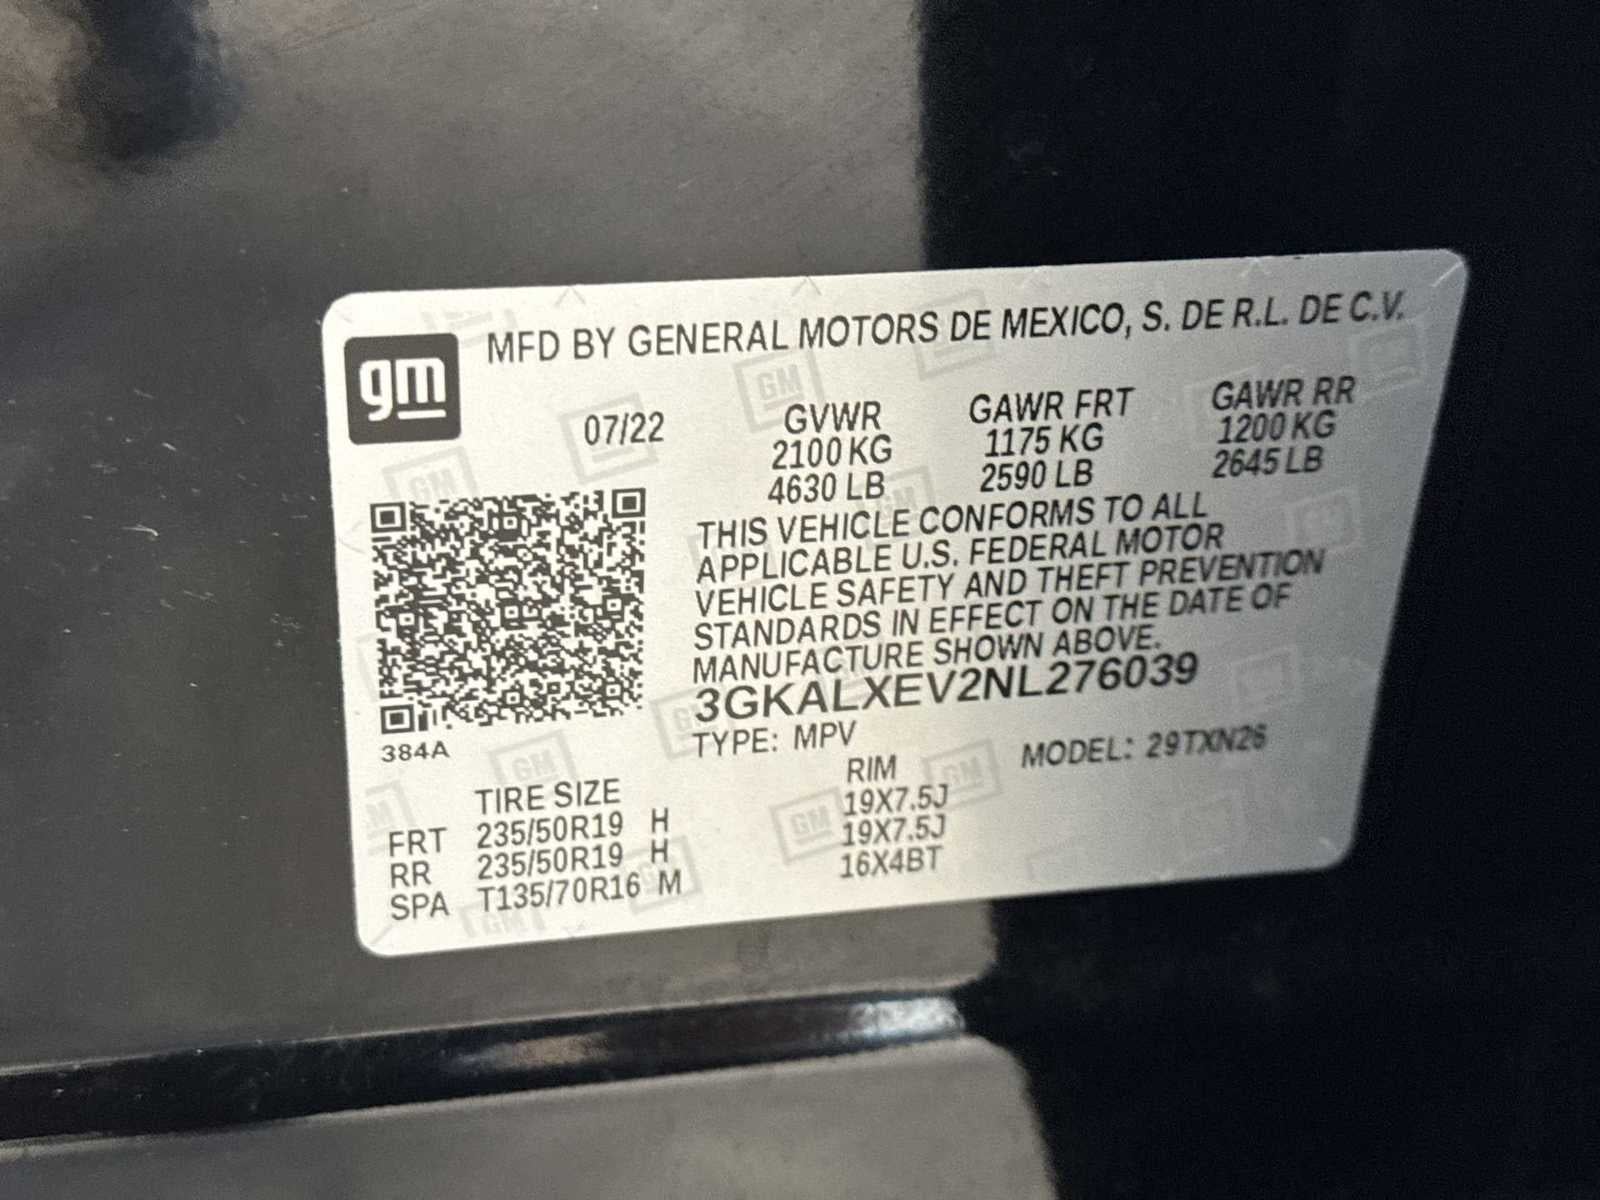 gm
MFD BY GENERAL MOTORS DE MEXICO, S. DE R.L. DE C.V.
07/22 GVWR GAWR FRT GAWR RR
2100 KG 1175 KG 1200 KG
4630 LB 2590 LB 2645 LB
THIS VEHICLE CONFORMS TO ALL
APPLICABLE U.S. FEDERAL MOTOR
VEHICLE SAFETY AND THEFT PREVENTION
STANDARDS IN EFFECT ON THE DATE OF
MANUFACTURE SHOWN ABOVE.
3GKALXEV2NL276039
384A
TYPE: MPV MODEL: 29TXN26
TIRE SIZE RIM
FRT 235/50R19 H 19X7.5J
RR 235/50R19 H 19X7.5J
SPA T135/70R16 M 16X4BT